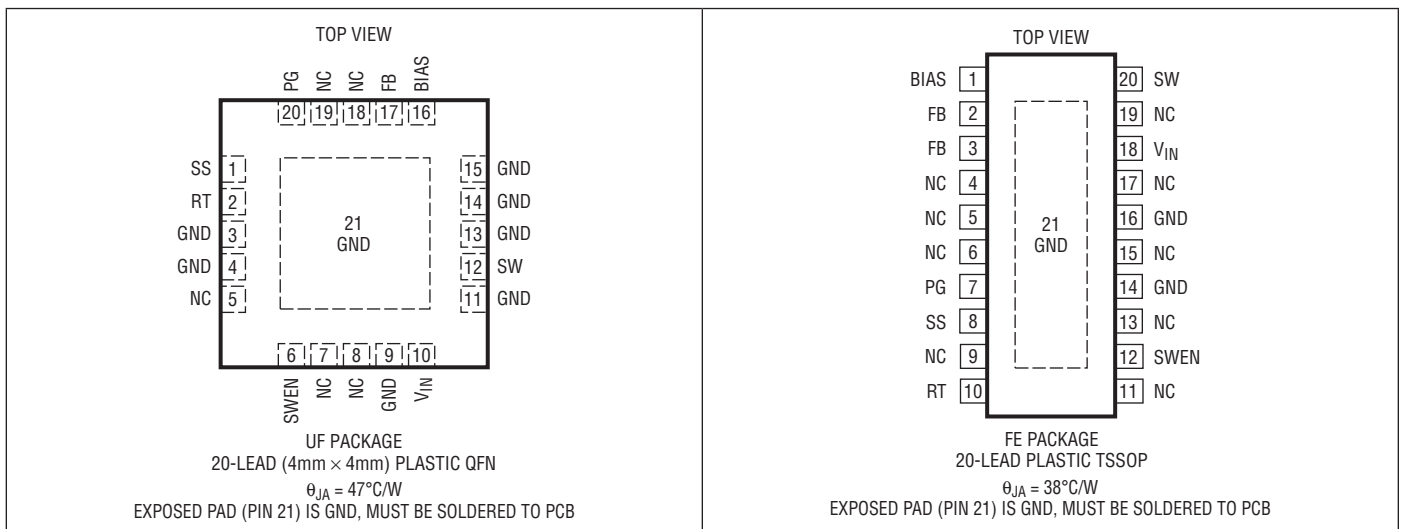 TOP VIEW
PG NC NC FB BIAS
20 19 18 17 16
SS 1 15 GND
RT 2 14 GND
GND 3 13 GND
GND 4 12 SW
NC 5 11 GND
21
GND
6 7 8 9 10
SWEN NC NC GND VIN
UF PACKAGE
20-LEAD (4mm × 4mm) PLASTIC QFN
θJA = 47°C/W
EXPOSED PAD (PIN 21) IS GND, MUST BE SOLDERED TO PCB
TOP VIEW
BIAS 1 20 SW
FB 2 19 NC
FB 3 18 VIN
NC 4 17 NC
NC 5 16 GND
21
GND
NC 6 15 NC
PG 7 14 GND
SS 8 13 NC
NC 9 12 SWEN
RT 10 11 NC
FE PACKAGE
20-LEAD PLASTIC TSSOP
θJA = 38°C/W
EXPOSED PAD (PIN 21) IS GND, MUST BE SOLDERED TO PCB